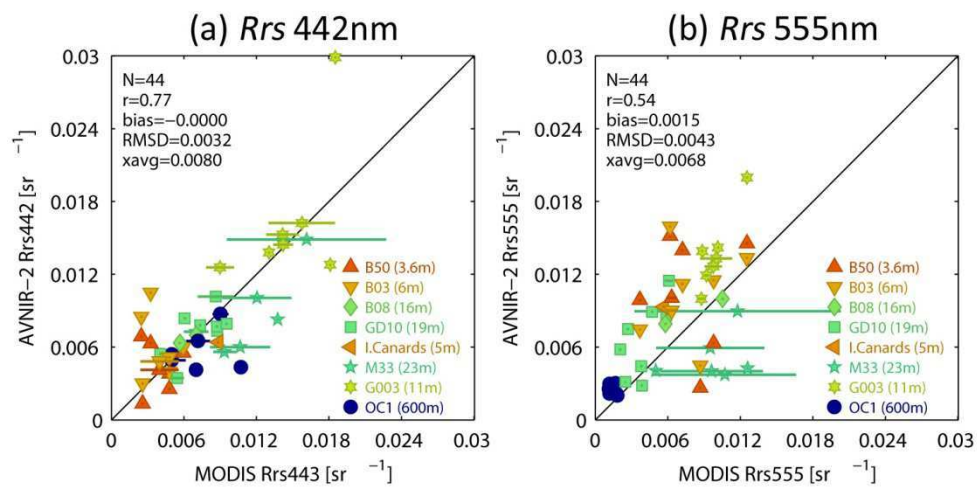 (a) Rrs 442nm
0.03
0.024
0.018
0.012
0.006
0
AVNIR-2 Rrs442 [sr −1]
N=44
r=0.77
bias=−0.0000
RMSD=0.0032
xavg=0.0080
B50 (3.6m)
B03 (6m)
B08 (16m)
GD10 (19m)
I.Canards (5m)
M33 (23m)
G003 (11m)
OC1 (600m)
0 0.006 0.012 0.018 0.024 0.03
MODIS Rrs443 [sr −1]
(b) Rrs 555nm
0.03
0.024
0.018
0.012
0.006
0
AVNIR-2 Rrs555 [sr −1]
N=44
r=0.54
bias=0.0015
RMSD=0.0043
xavg=0.0068
B50 (3.6m)
B03 (6m)
B08 (16m)
GD10 (19m)
I.Canards (5m)
M33 (23m)
G003 (11m)
OC1 (600m)
0 0.006 0.012 0.018 0.024 0.03
MODIS Rrs555 [sr −1]